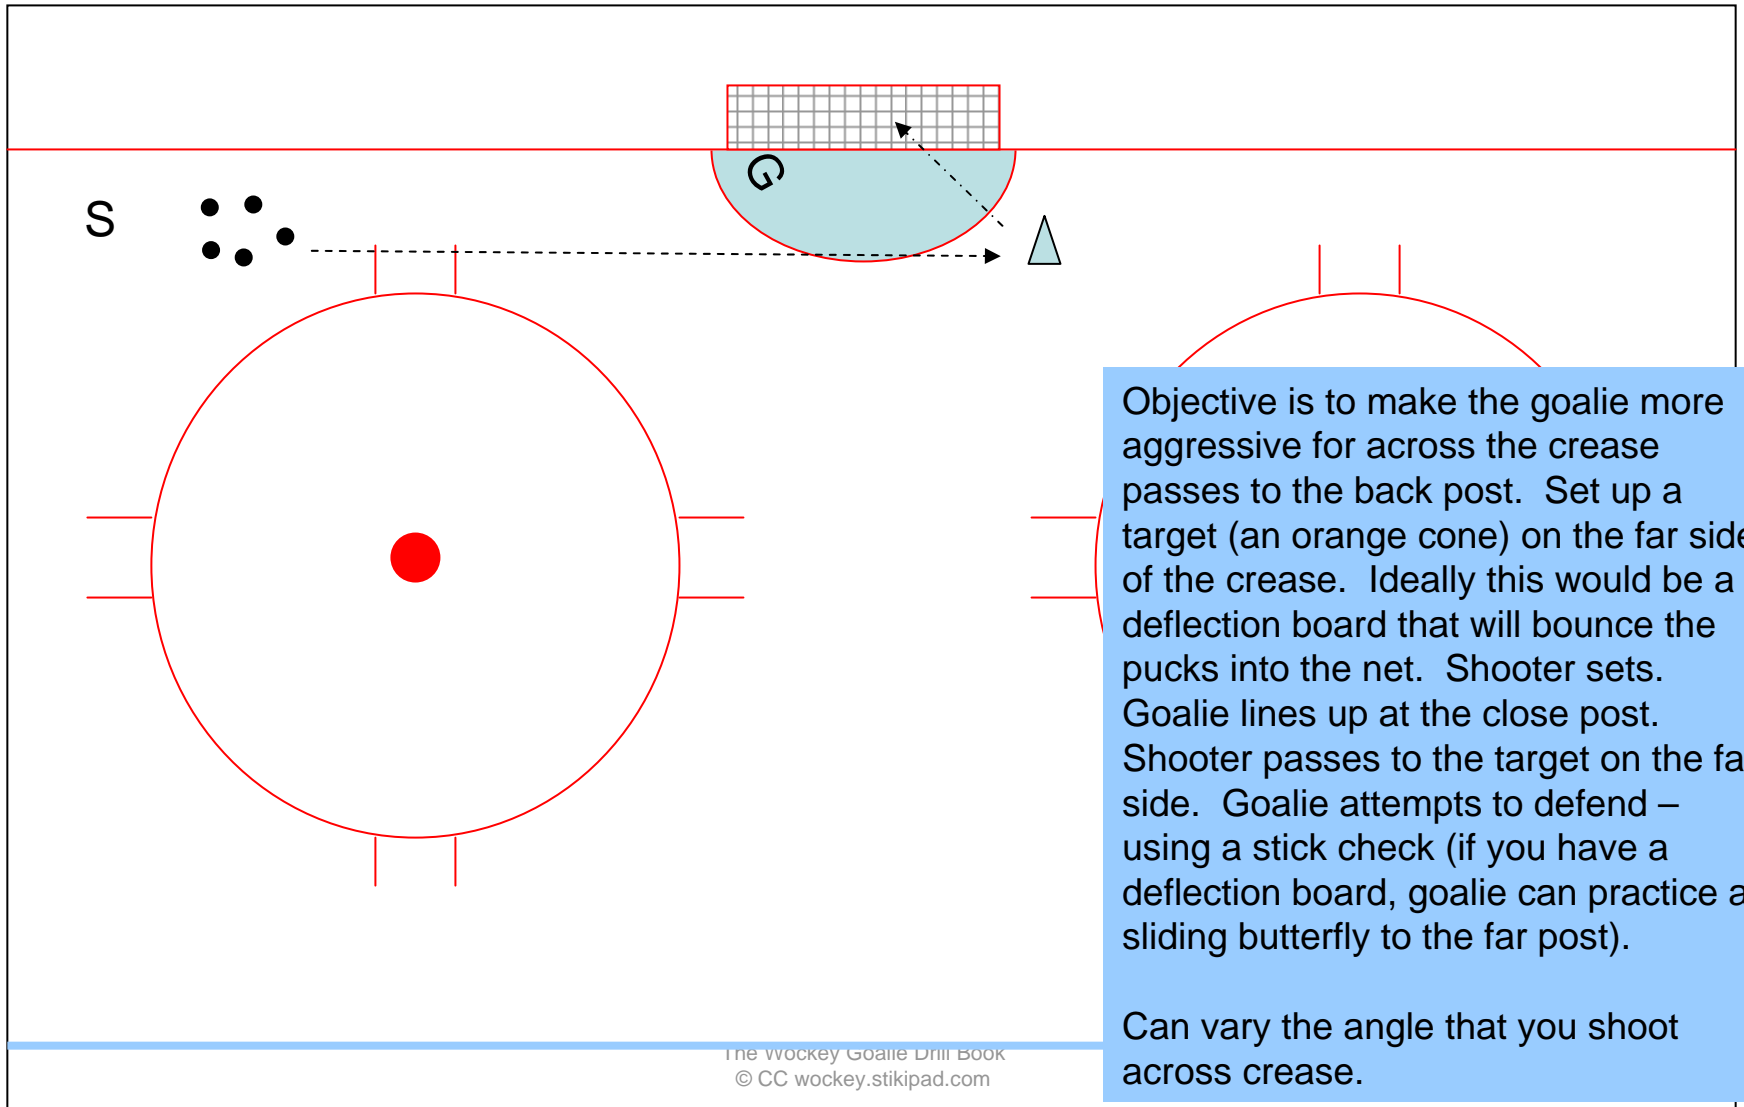 G
S
Objective is to make the goalie more
aggressive for across the crease
passes to the back post. Set up a
target (an orange cone) on the far side
of the crease. Ideally this would be a
deflection board that will bounce the
pucks into the net. Shooter sets.
Goalie lines up at the close post.
Shooter passes to the target on the fa
side. Goalie attempts to defend –
using a stick check (if you have a
deflection board, goalie can practice a
sliding butterfly to the far post).
Can vary the angle that you shoot
across crease.
The Wockey Goalie Drill Book
© CC wockey.stikipad.com